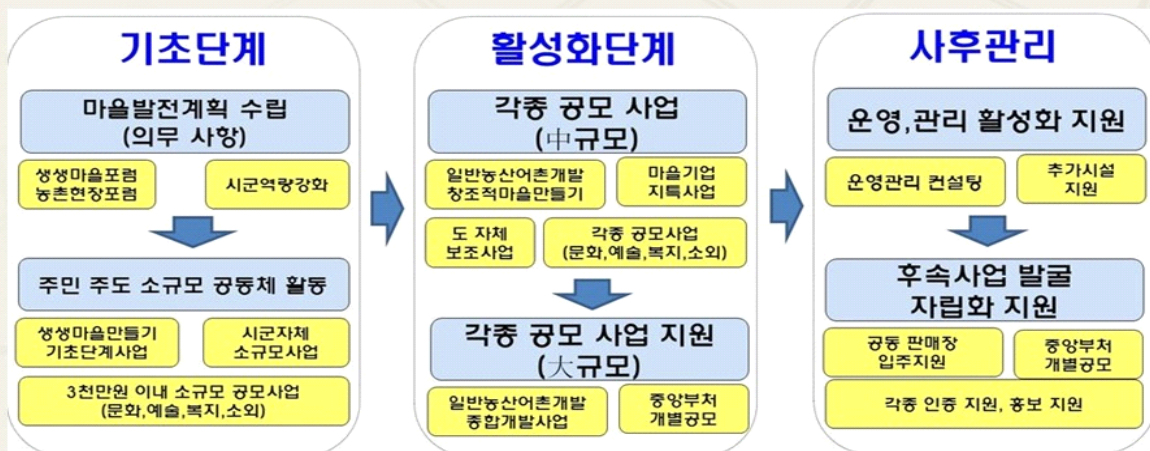 기초단계
마을발전계획 수립
(의무 사항)
생생마을포럼
농촌현장포럼
시군역량강화
주민 주도 소규모 공동체 활동
생생마을만들기
기초단계사업
시군자체
소규모사업
3천만원 이내 소규모 공모사업
(문화,예술,복지,소외)
활성화단계
각종 공모 사업
(中규모)
일반농산어촌개발
창조적마을만들기
마을기업
지특사업
도 자체
보조사업
각종 공모사업
(문화,예술,복지,소외)
각종 공모 사업 지원
(大규모)
일반농산어촌개발
종합개발사업
중앙부처
개별공모
사후관리
운영,관리 활성화 지원
운영관리 컨설팅
추가시설
지원
후속사업 발굴
자립화 지원
공동 판매장
입주지원
중앙부처
개별공모
각종 인증 지원, 홍보 지원